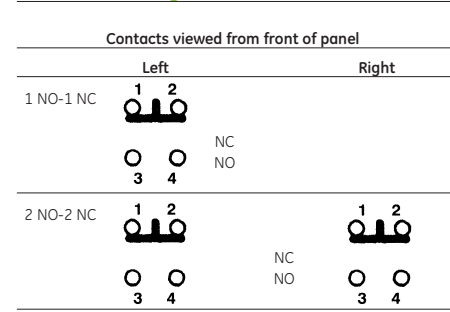 Contacts viewed from front of panel
Left Right
1 NO-1 NC
1 2
NC
NO
3 4
2 NO-2 NC
1 2 1 2
NC
NO
3 4 3 4